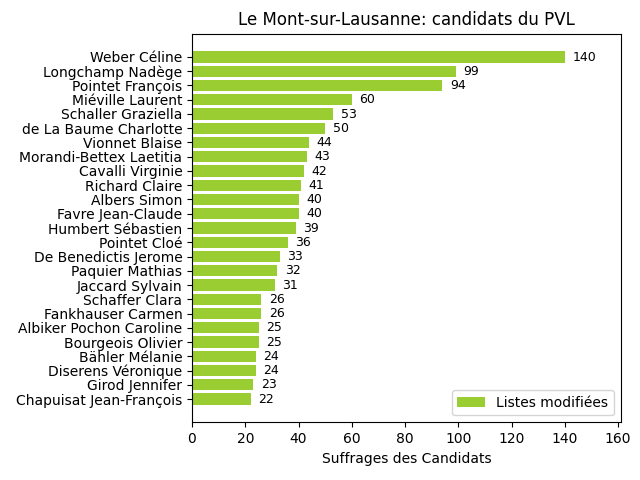 Le Mont-sur-Lausanne: candidats du PVL
Weber Céline 140
Longchamp Nadège 99
Pointet François 94
Miéville Laurent 60
Schaller Graziella 53
de La Baume Charlotte 50
Vionnet Blaise 44
Morandi-Bettex Laetitia 43
Cavalli Virginie 42
Richard Claire 41
Albers Simon 40
Favre Jean-Claude 40
Humbert Sébastien 39
Pointet Cloé 36
De Benedictis Jerome 33
Paquier Mathias 32
Jaccard Sylvain 31
Schaffer Clara 26
Fankhauser Carmen 26
Albiker Pochon Caroline 25
Bourgeois Olivier 25
Bähler Mélanie 24
Diserens Véronique 24
Girod Jennifer 23
Chapuisat Jean-François 22
Listes modifiées
0 20 40 60 80 100 120 140 160
Suffrages des Candidats